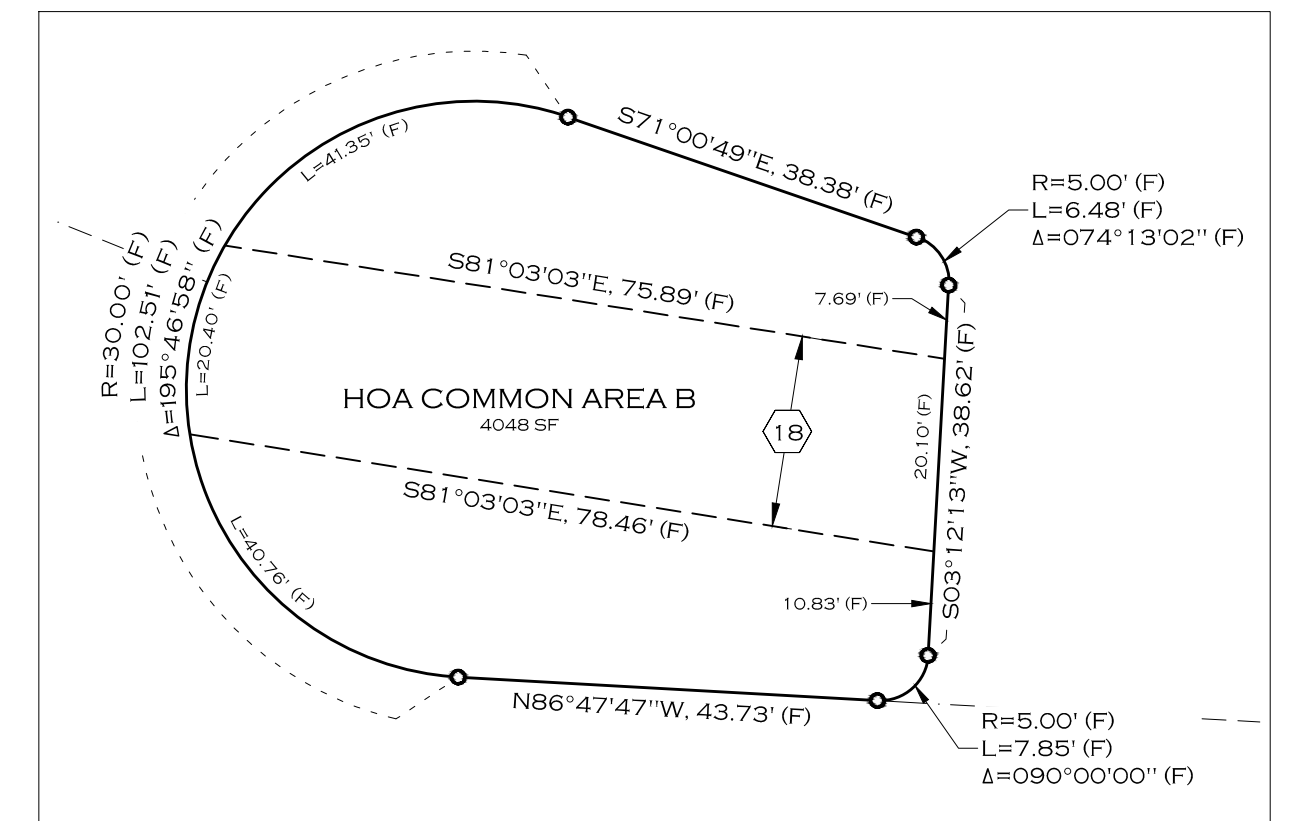 S71°00'49"E, 38.38' (F)
L=41.35' (F)
R=5.00' (F)
L=6.48' (F)
Δ=074°13'02" (F)
R=30.00' (F)
L=102.51' (F)
Δ=195°46'58" (F)
L=20.40' (F)
S81°03'03"E, 75.89' (F)
7.69' (F)
HOA COMMON AREA B
4048 SF
18
20.10' (F)
S03°12'13"W, 38.62' (F)
S81°03'03"E, 78.46' (F)
L=40.76' (F)
10.83' (F)
N86°47'47"W, 43.73' (F)
R=5.00' (F)
L=7.85' (F)
Δ=090°00'00" (F)